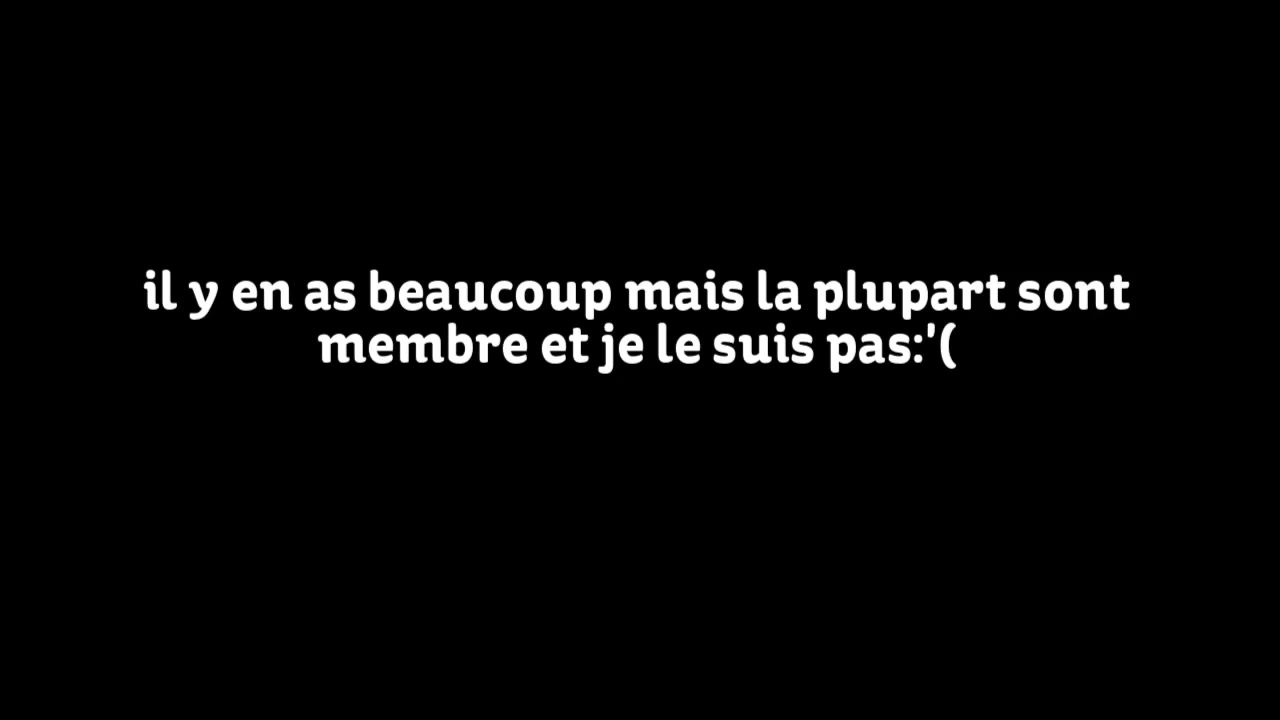 il y en as beaucoup mais la plupart sont
membre et je le suis pas:'(